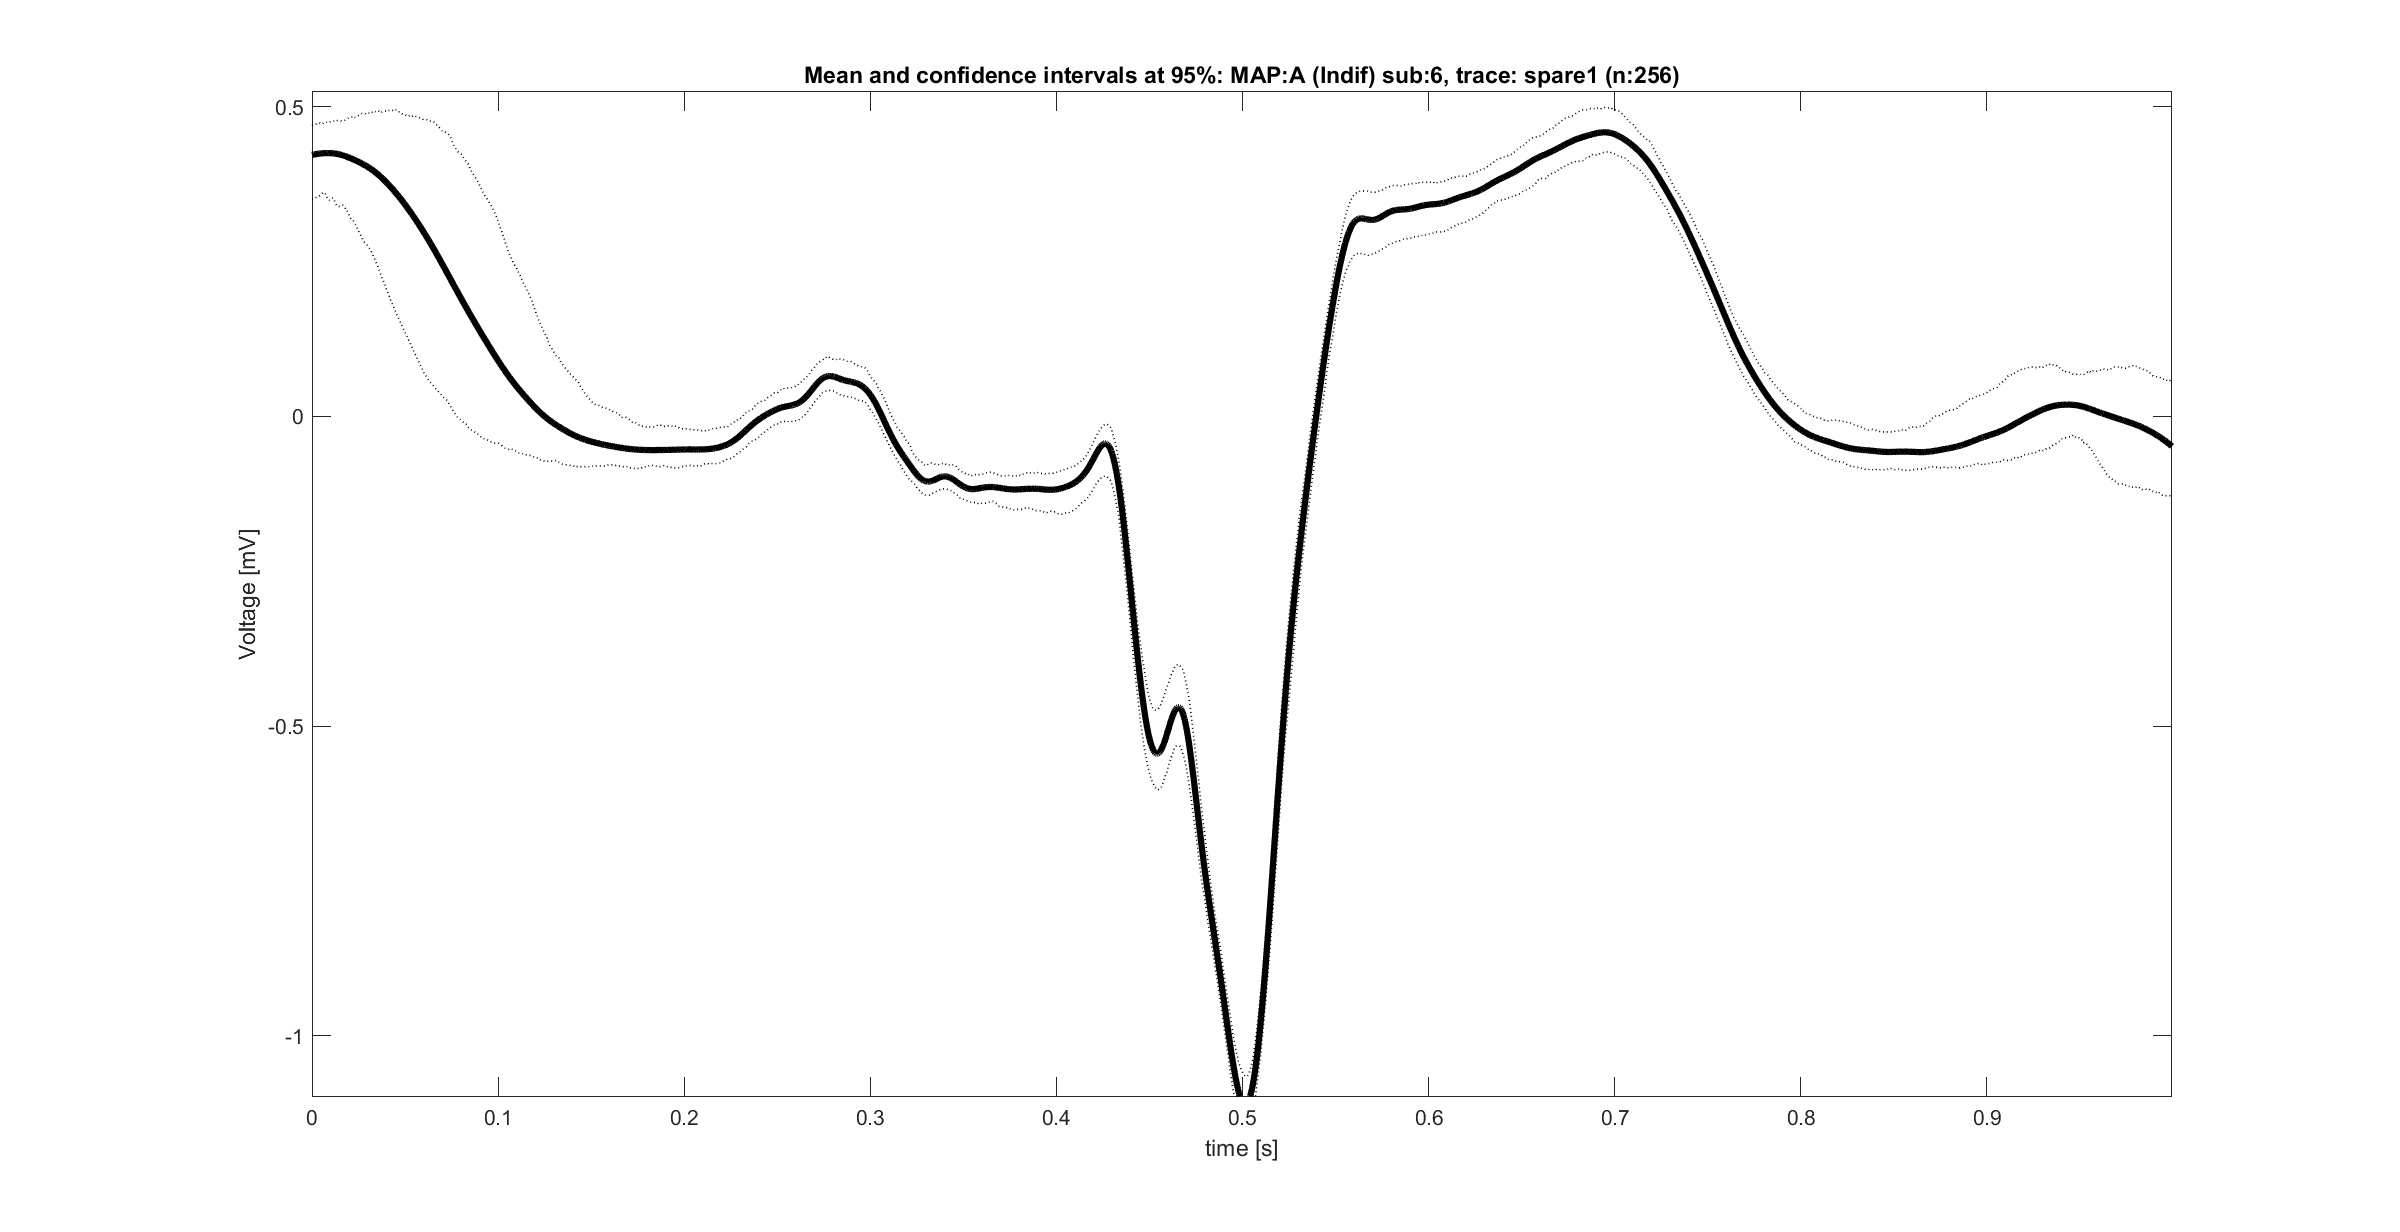 Mean and confidence intervals at 95%: MAP:A (Indif) sub:6, trace: spare1 (n:256)
0.5
0
-0.5
-1
Voltage [mV]
0 0.1 0.2 0.3 0.4 0.5 0.6 0.7 0.8 0.9
time [s]